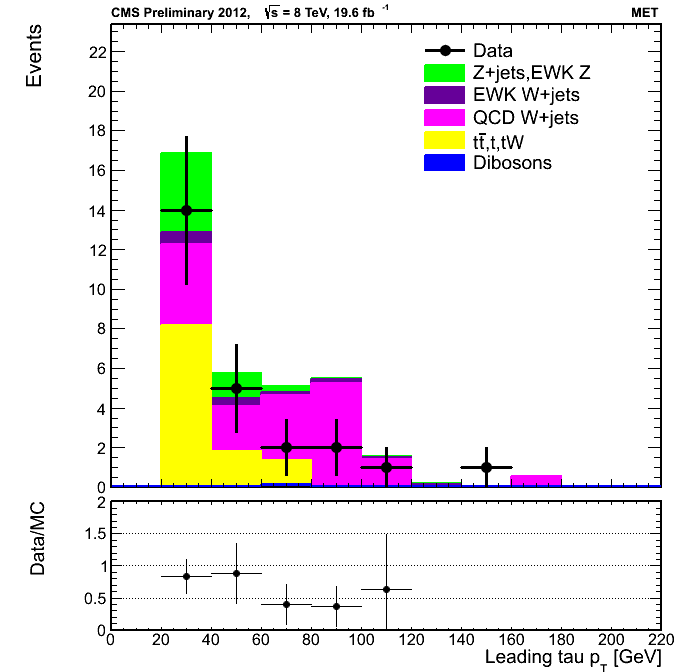 CMS Preliminary 2012, √s = 8 TeV, 19.6 fb⁻¹ MET
Events
22
20
18
16
14
12
10
8
6
4
2
0
Data
Z+jets,EWK Z
EWK W+jets
QCD W+jets
tt̅,t,tW
Dibosons
Data/MC
2
1.5
1
0.5
0
0 20 40 60 80 100 120 140 160 180 200 220
Leading tau p_T [GeV]